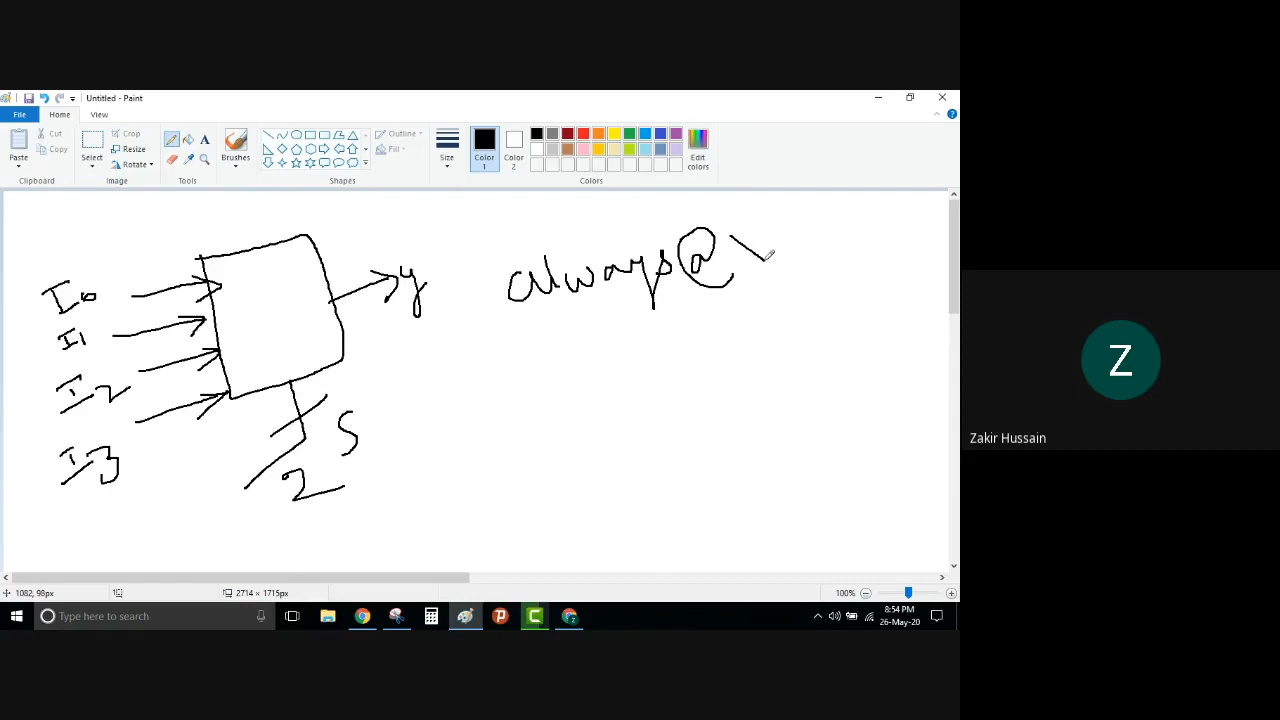 Untitled - Paint
File Home View
Cut Crop Outline
Copy Resize Fill
Paste Select Rotate Brushes Size Color Color Edit
1 2 colors
Clipboard Image Tools Shapes Colors
always@
I0 y
I1
I2
S
I3
2
1082, 98px 2714 × 1715px 100%
Type here to search 8:54 PM
26-May-20
Z
Zakir Hussain